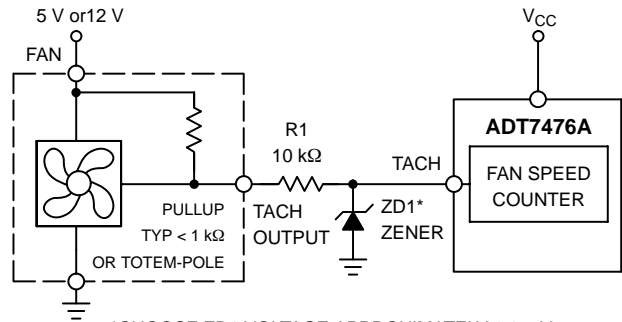 5 V or12 V
VCC
FAN
ADT7476A
R1
10 kΩ
TACH
FAN SPEED
COUNTER
PULLUP
TYP < 1 kΩ
OR TOTEM-POLE
TACH
OUTPUT
ZD1*
ZENER